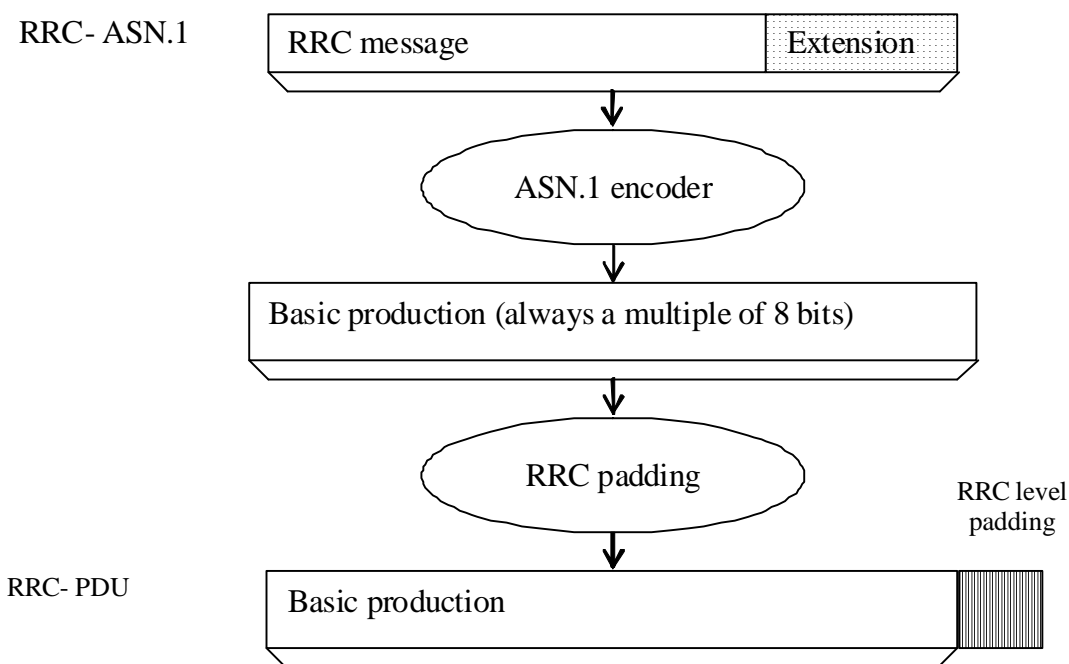 RRC- ASN.1
RRC message
Extension
ASN.1 encoder
Basic production (always a multiple of 8 bits)
RRC padding
RRC level
padding
RRC- PDU
Basic production